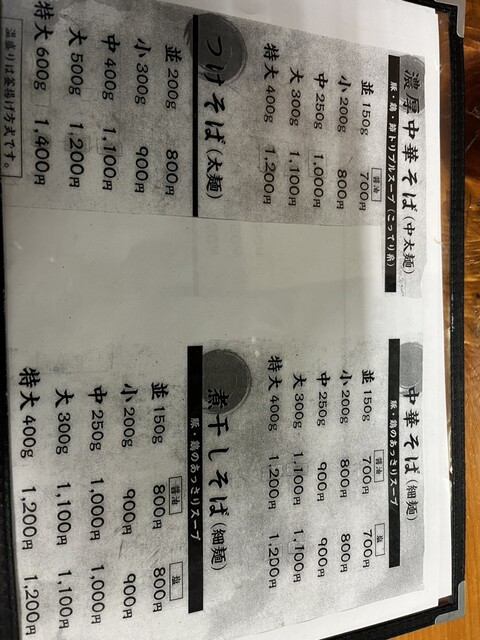 濃厚中華そば(中太麺)
豚・鶏・節トリプルスープ(こってり系)
醤油
並 150g 700円
小 200g 800円
中 250g 1,000円
大 300g 1,100円
特大 400g 1,200円
つけそば(太麺)
並 200g 800円
小 300g 900円
中 400g 1,100円
大 500g 1,200円
特大 600g 1,400円
温盛りは釜揚げ方式です。
中華そば(細麺)
豚・鶏のあっさりスープ
醤油 塩
並 150g 700円 700円
小 200g 800円 800円
中 250g 900円 900円
大 300g 1,100円 1,100円
特大 400g 1,200円 1,200円
煮干しそば(細麺)
豚・鶏のあっさりスープ
醤油 塩
並 150g 800円 800円
小 200g 900円 900円
中 250g 1,000円 1,000円
大 300g 1,100円 1,100円
特大 400g 1,200円 1,200円